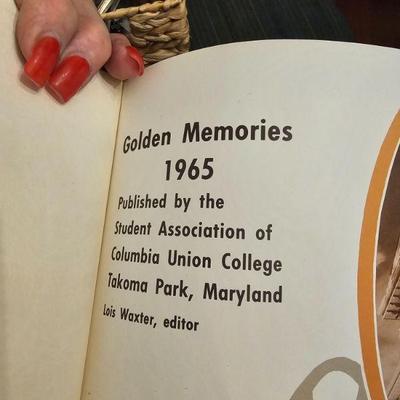 Golden Memories
1965
Published by the
Student Association of
Columbia Union College
Takoma Park, Maryland
Lois Waxter, editor